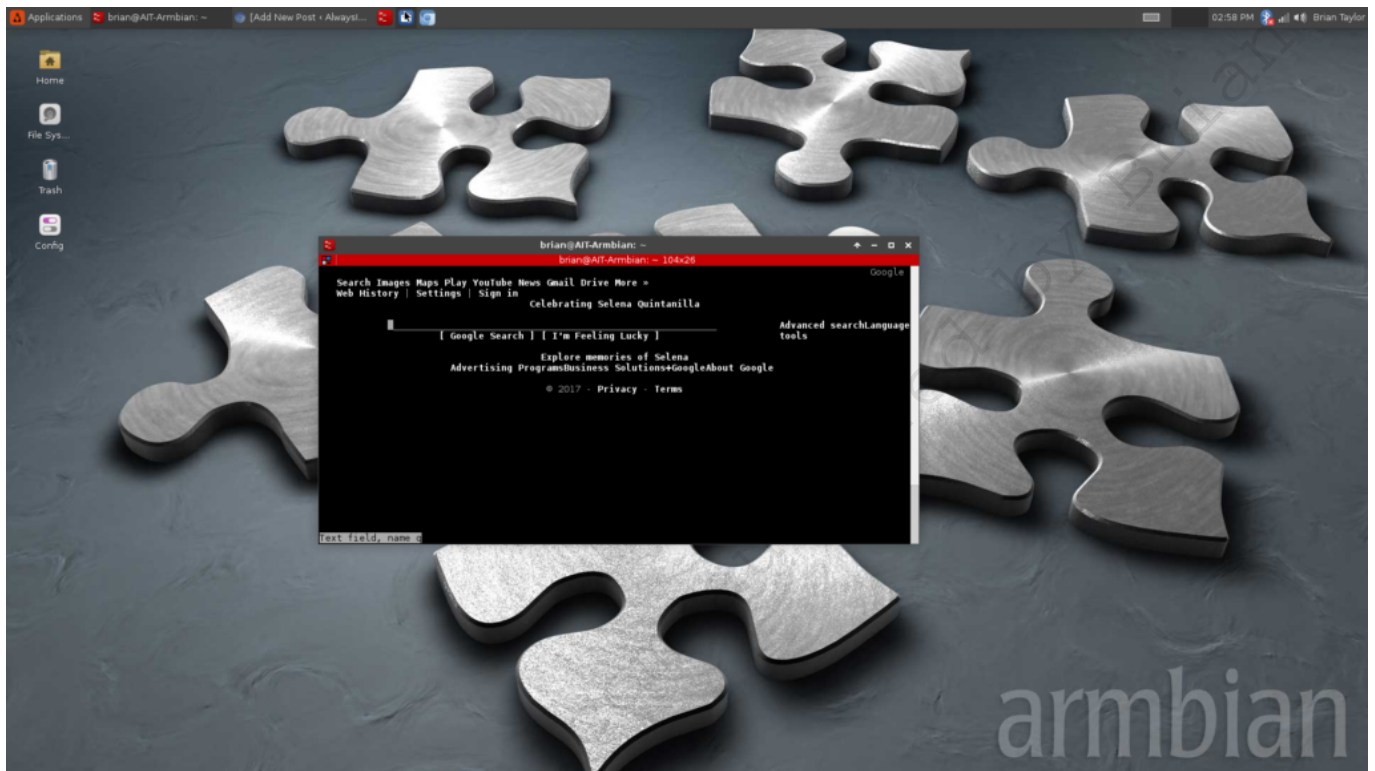 Applications brian@AIT-Armbian: ~ [Add New Post ‹ AlwaysI... 02:58 PM Brian Taylor
Home
File Sys...
Trash
Config
brian@AIT-Armbian: ~
brian@AIT-Armbian: ~ 104x26
Google
Search Images Maps Play YouTube News Gmail Drive More »
Web History | Settings | Sign in
Celebrating Selena Quintanilla
Advanced searchLanguage
[ Google Search ] [ I'm Feeling Lucky ] tools
Explore memories of Selena
Advertising ProgramsBusiness Solutions+GoogleAbout Google
© 2017 - Privacy - Terms
Text field, name q
armbian